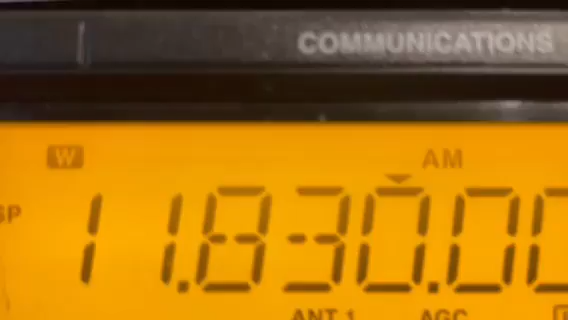 COMMUNICATIONS
W AM
SP
11.830.00
ANT 1 AGC